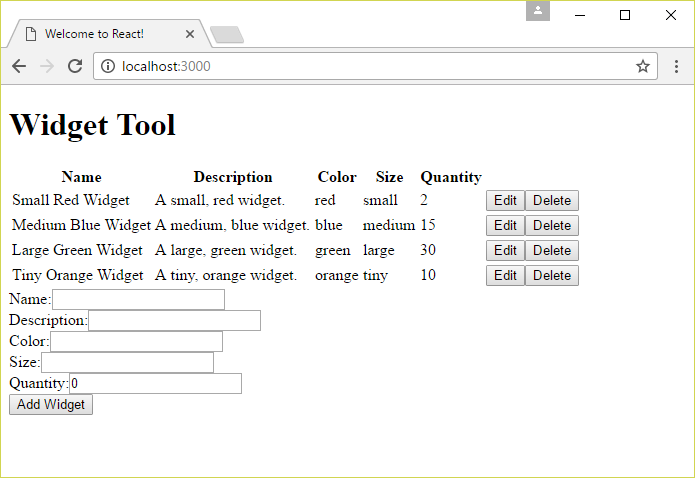 Welcome to React!
localhost:3000
Widget Tool
Name Description Color Size Quantity
Small Red Widget A small, red widget. red small 2 Edit Delete
Medium Blue Widget A medium, blue widget. blue medium 15 Edit Delete
Large Green Widget A large, green widget. green large 30 Edit Delete
Tiny Orange Widget A tiny, orange widget. orange tiny 10 Edit Delete
Name:
Description:
Color:
Size:
Quantity: 0
Add Widget